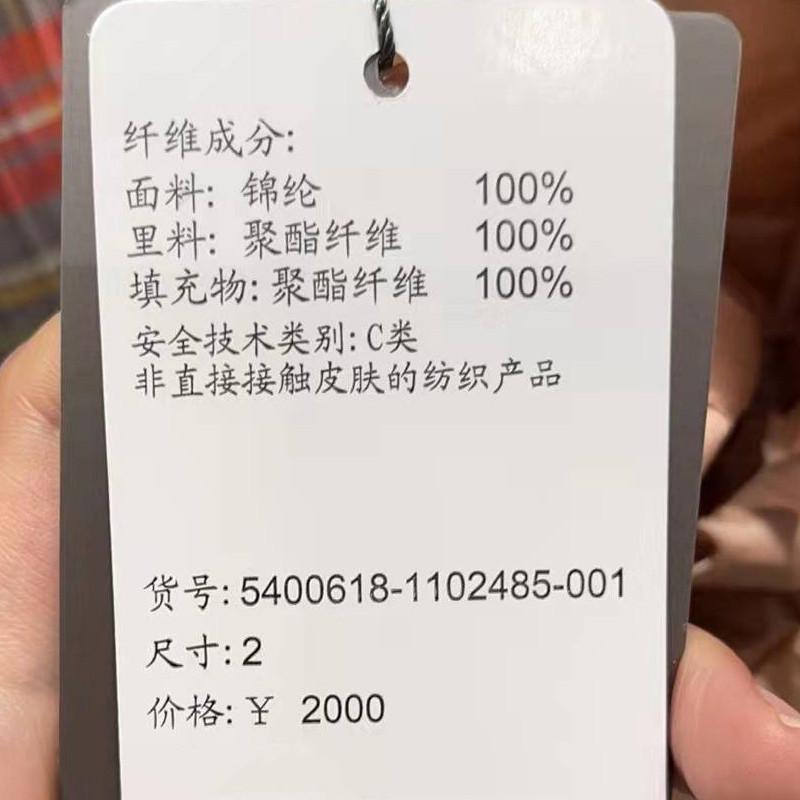 纤维成分:
面料: 锦纶 100%
里料: 聚酯纤维 100%
填充物: 聚酯纤维 100%
安全技术类别: C类
非直接接触皮肤的纺织产品
货号: 5400618-1102485-001
尺寸: 2
价格: ¥ 2000